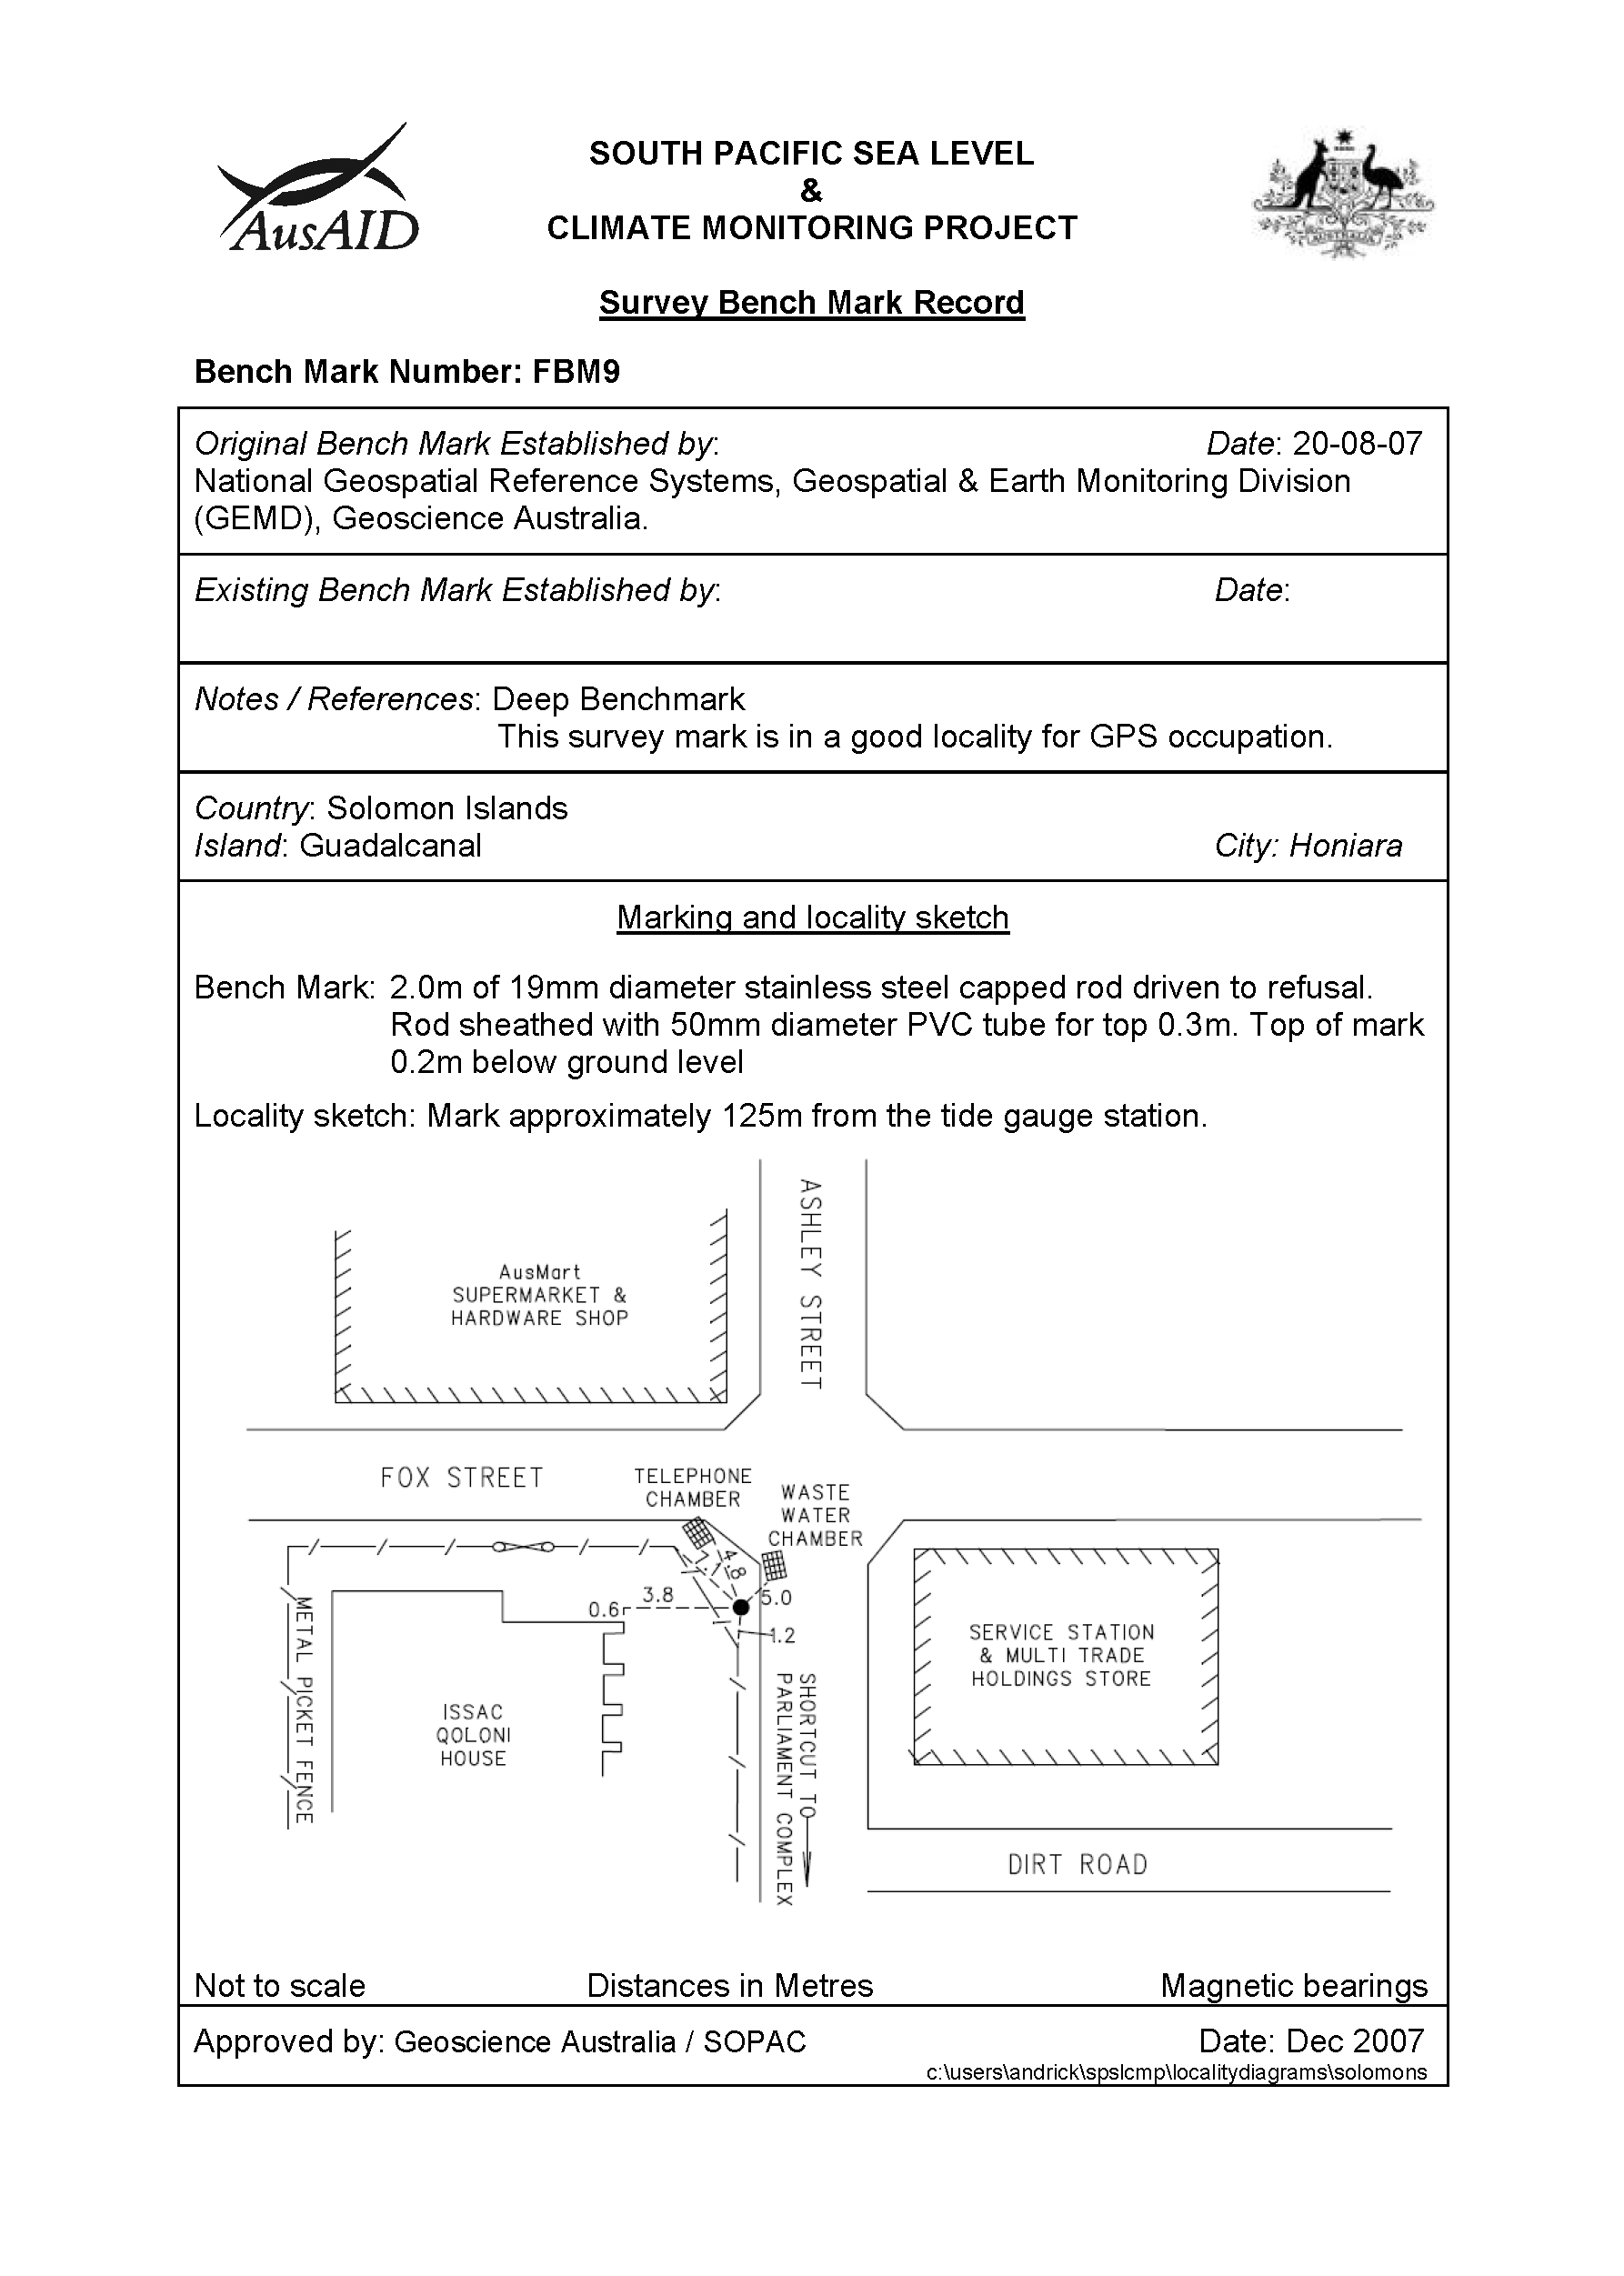 AusAID
SOUTH PACIFIC SEA LEVEL
&
CLIMATE MONITORING PROJECT
AUSTRALIA
Survey Bench Mark Record
Bench Mark Number: FBM9
Original Bench Mark Established by: Date: 20-08-07
National Geospatial Reference Systems, Geospatial & Earth Monitoring Division
(GEMD), Geoscience Australia.
Existing Bench Mark Established by: Date:
Notes / References: Deep Benchmark
This survey mark is in a good locality for GPS occupation.
Country: Solomon Islands
Island: Guadalcanal City: Honiara
Marking and locality sketch
Bench Mark: 2.0m of 19mm diameter stainless steel capped rod driven to refusal.
Rod sheathed with 50mm diameter PVC tube for top 0.3m. Top of mark
0.2m below ground level
Locality sketch: Mark approximately 125m from the tide gauge station.
ASHLEY STREET
AusMart
SUPERMARKET &
HARDWARE SHOP
FOX STREET
TELEPHONE
CHAMBER
WASTE
WATER
CHAMBER
4.8
5.0
3.8
0.6
1.2
METAL PICKET FENCE
ISSAC
QOLONI
HOUSE
SHORTCUT TO
PARLIAMENT COMPLEX
SERVICE STATION
& MULTI TRADE
HOLDINGS STORE
DIRT ROAD
Not to scale Distances in Metres Magnetic bearings
Approved by: Geoscience Australia / SOPAC Date: Dec 2007
c:\users\andrick\spslcmp\localitydiagrams\solomons